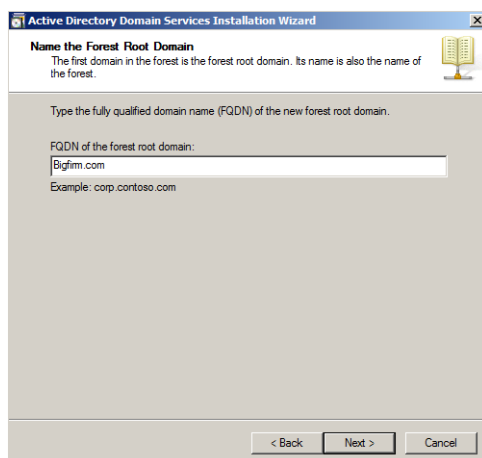 Active Directory Domain Services Installation Wizard
Name the Forest Root Domain
The first domain in the forest is the forest root domain. Its name is also the name of
the forest.
Type the fully qualified domain name (FQDN) of the new forest root domain.
FQDN of the forest root domain:
Bigfirm.com
Example: corp.contoso.com
< Back
Next >
Cancel